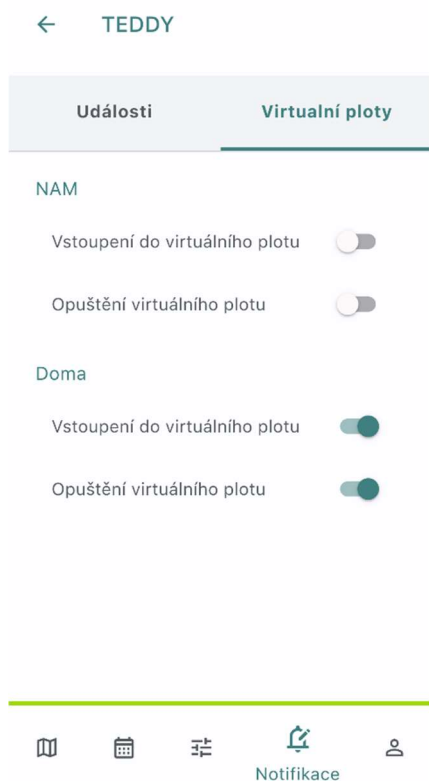 TEDDY
Události
Virtualní ploty
NAM
Vstoupení do virtuálního plotu
Opuštění virtuálního plotu
Doma
Vstoupení do virtuálního plotu
Opuštění virtuálního plotu
Notifikace